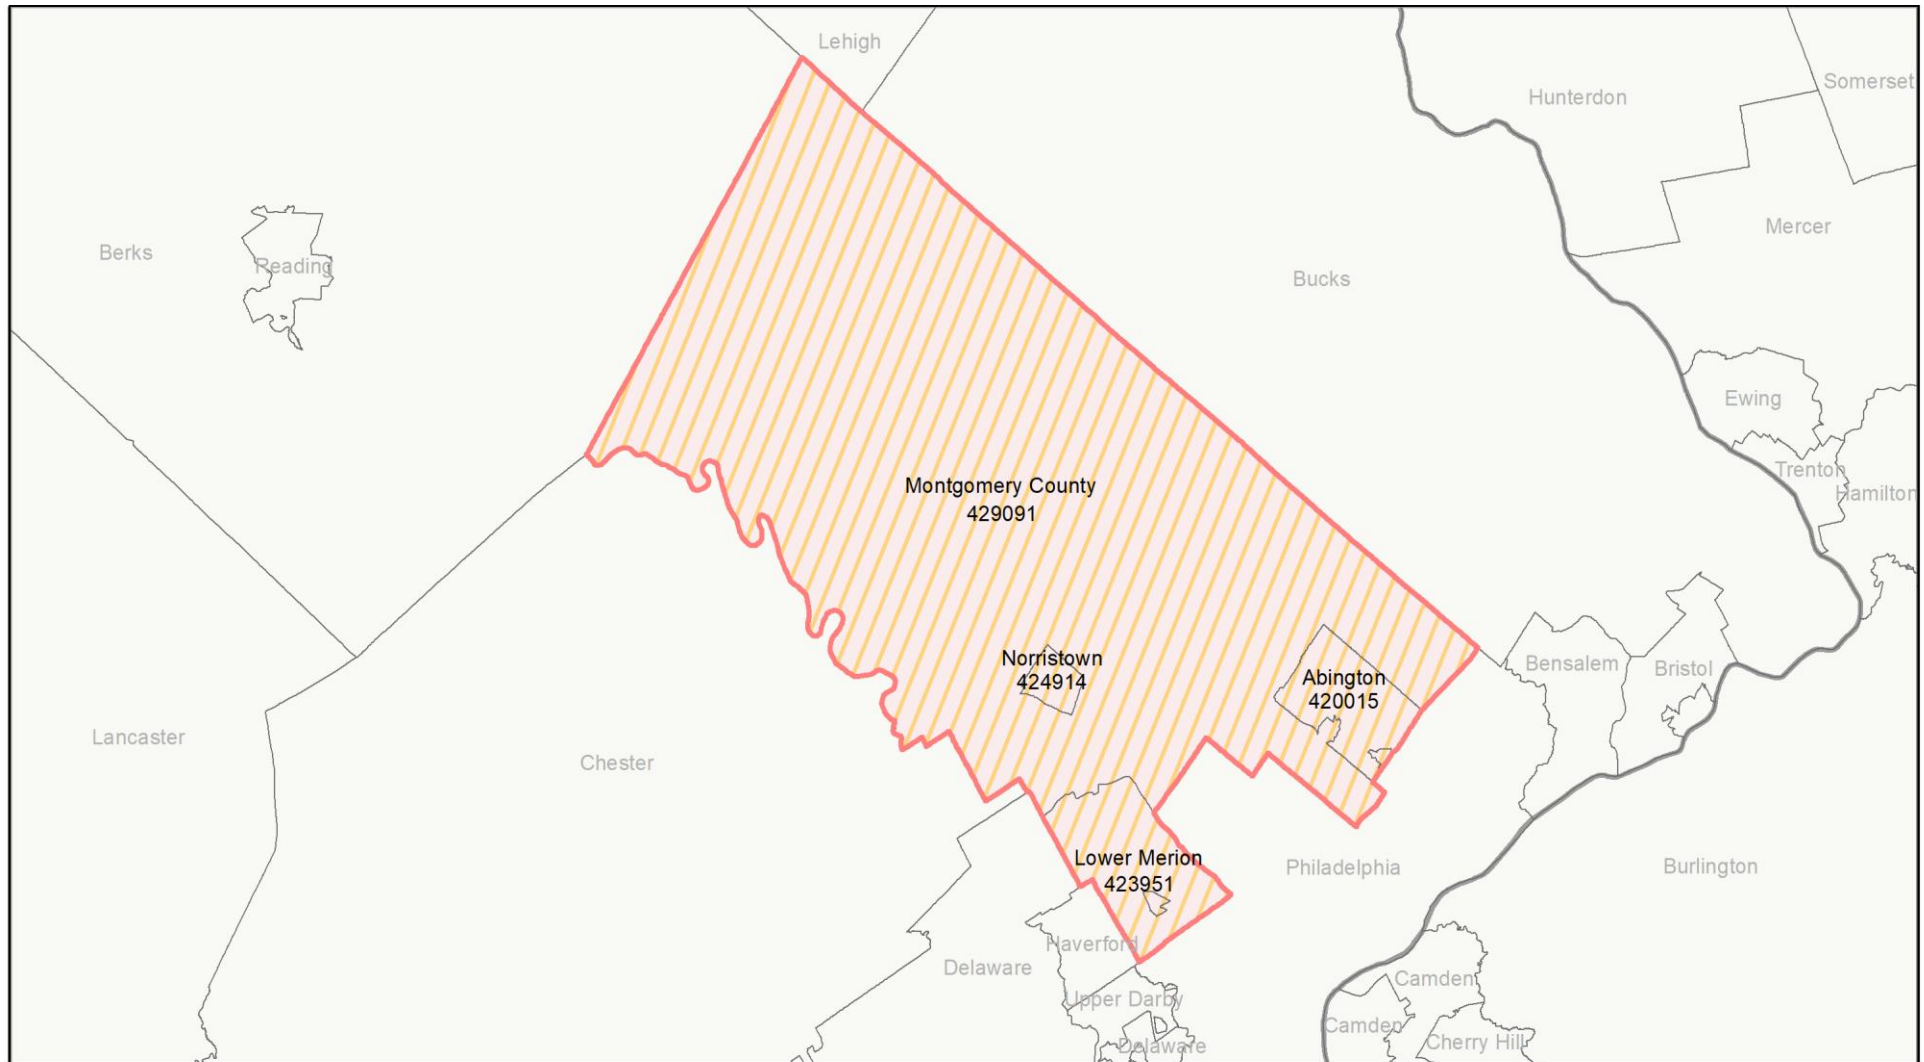 Lehigh
Somerset
Hunterdon
Mercer
Berks
Reading
Bucks
Ewing
Trenton
Hamilton
Montgomery County
429091
Norristown
424914
Abington
420015
Bensalem
Bristol
Lancaster
Chester
Lower Merion
423951
Philadelphia
Burlington
Haverford
Delaware
Camden
Upper Darby
Camden
Cherry Hill
Delaware